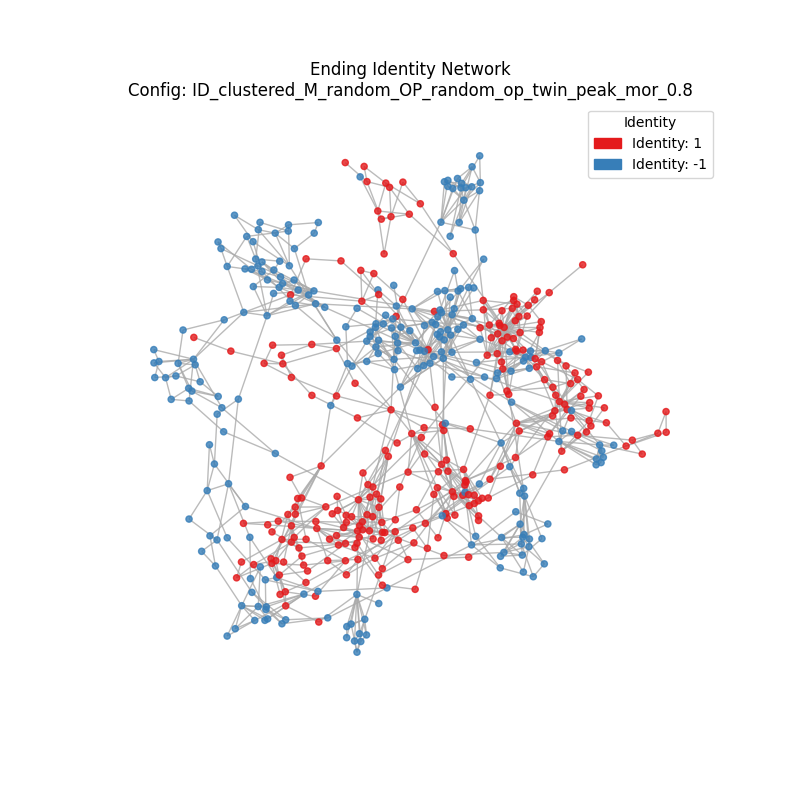 Ending Identity Network
Config: ID_clustered_M_random_OP_random_op_twin_peak_mor_0.8
Identity
Identity: 1
Identity: -1